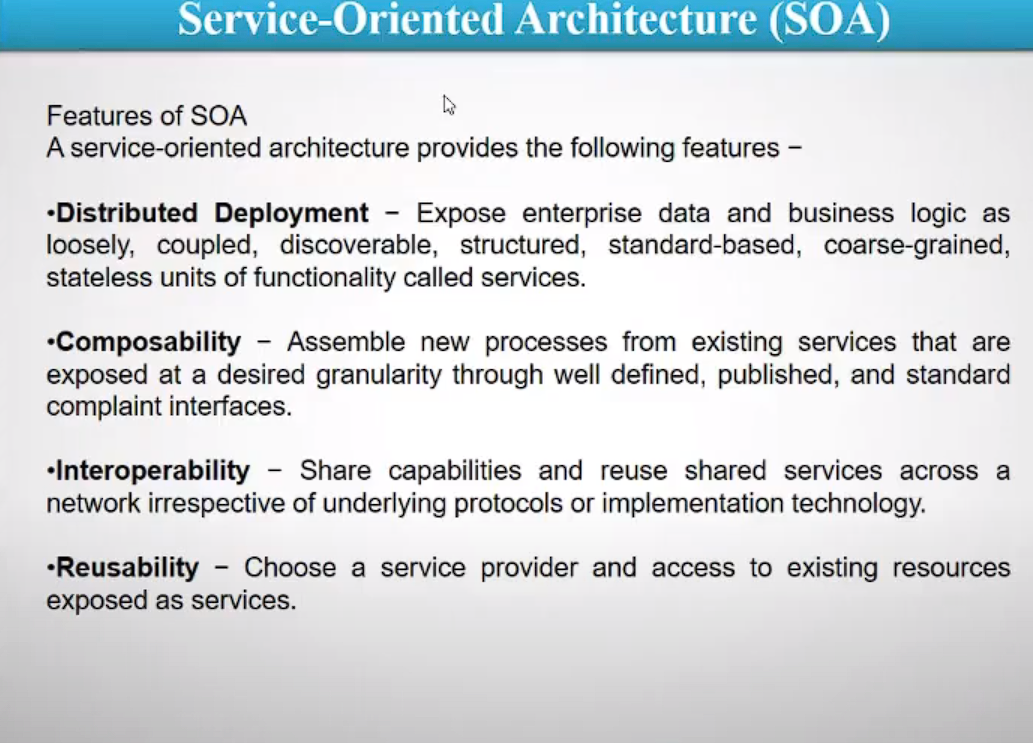 Service-Oriented Architecture (SOA)
Features of SOA
A service-oriented architecture provides the following features −
•Distributed Deployment − Expose enterprise data and business logic as
loosely, coupled, discoverable, structured, standard-based, coarse-grained,
stateless units of functionality called services.
•Composability − Assemble new processes from existing services that are
exposed at a desired granularity through well defined, published, and standard
complaint interfaces.
•Interoperability − Share capabilities and reuse shared services across a
network irrespective of underlying protocols or implementation technology.
•Reusability − Choose a service provider and access to existing resources
exposed as services.